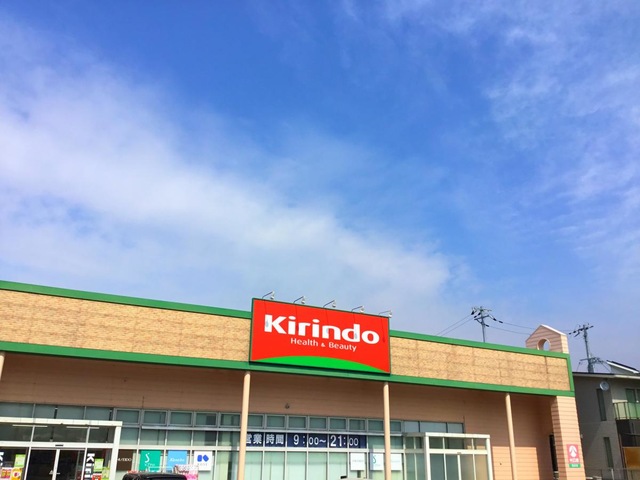 Kirindo
Health & Beauty
営業時間 9:00~21:00